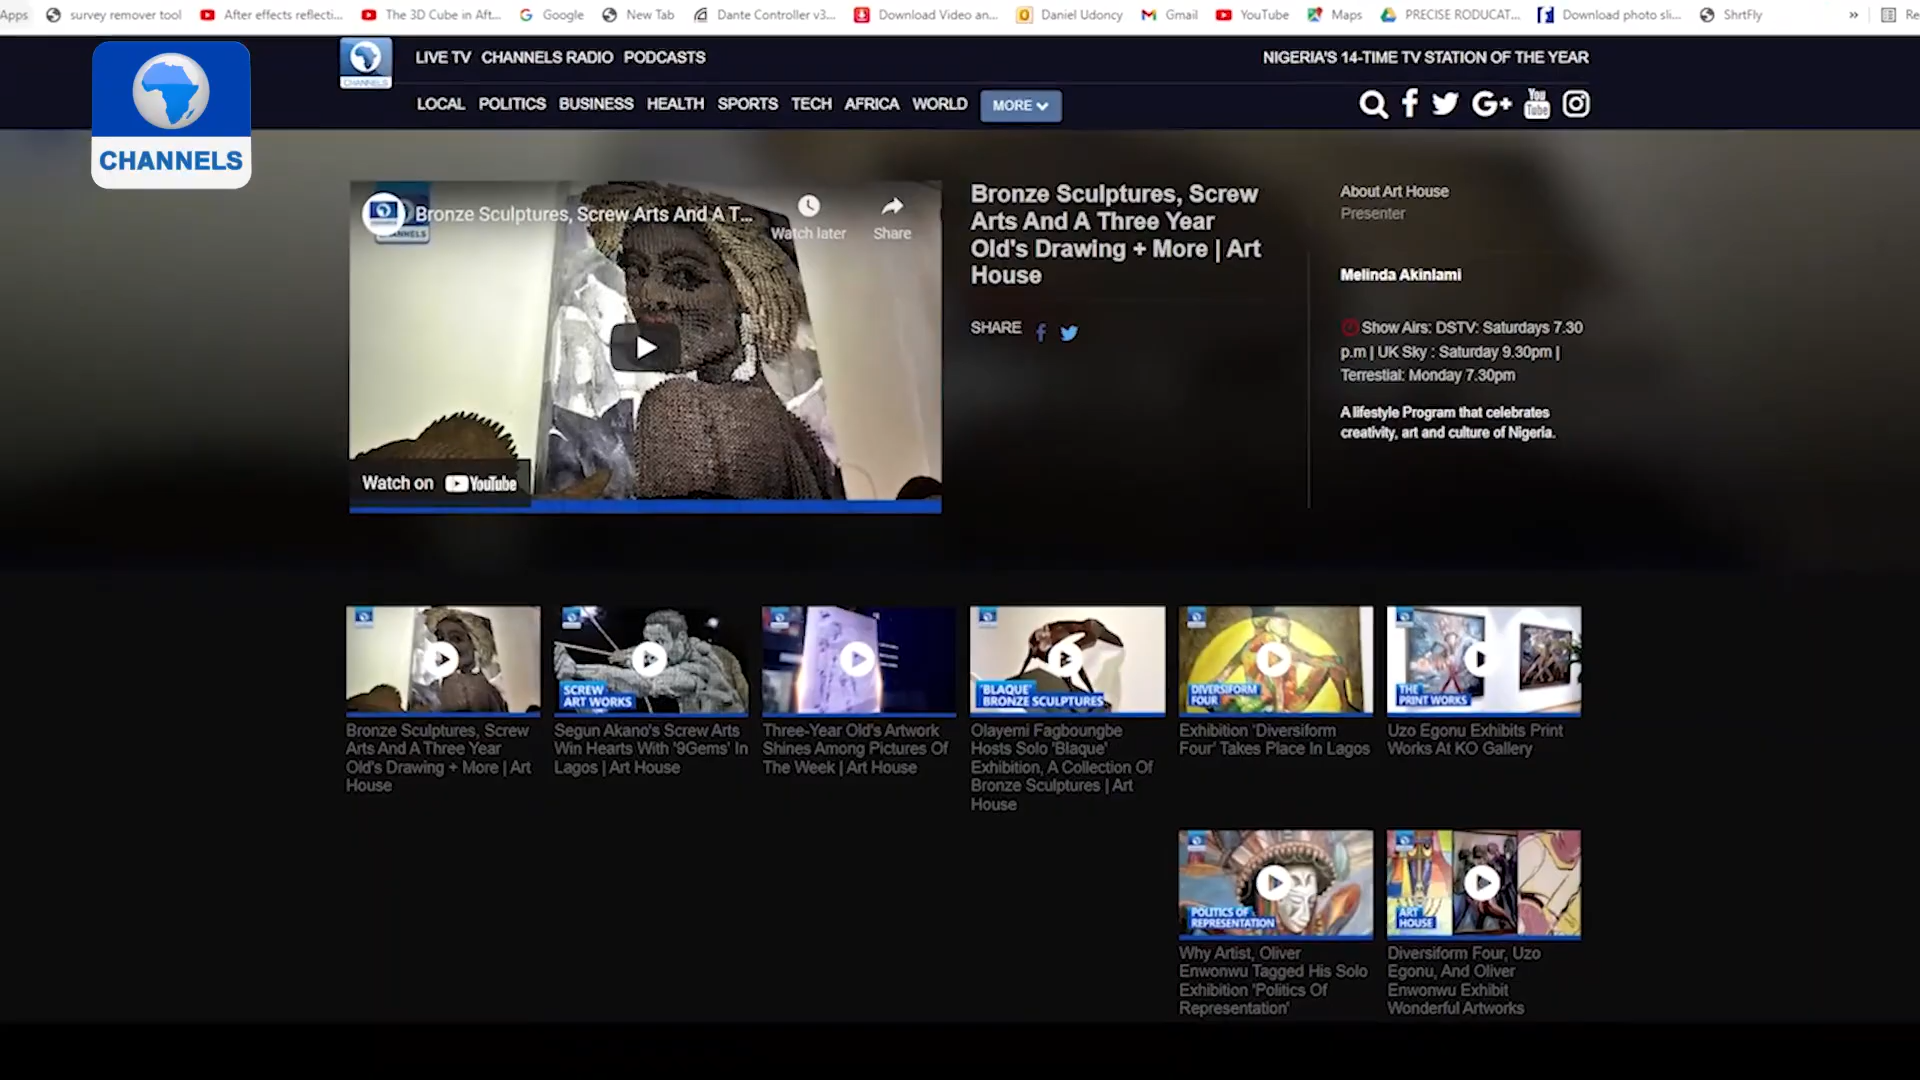 Apps survey remover tool After effects reflecti... The 3D Cube in Aft... Google New Tab Dante Controller v3... Download Video an... Daniel Udoncy Gmail YouTube Maps PRECISE RODUCAT... Download photo sli... ShrtFly » Re
CHANNELS
CHANNELS
LIVE TV CHANNELS RADIO PODCASTS
NIGERIA'S 14-TIME TV STATION OF THE YEAR
LOCAL POLITICS BUSINESS HEALTH SPORTS TECH AFRICA WORLD MORE
G+ You Tube
Bronze Sculptures, Screw Arts And A T...
Watch later Share
Watch on YouTube
Bronze Sculptures, Screw
Arts And A Three Year
Old's Drawing + More | Art
House
SHARE
About Art House
Presenter
Melinda Akinlami
Show Airs: DSTV: Saturdays 7.30
p.m | UK Sky : Saturday 9.30pm |
Terrestial: Monday 7.30pm
A lifestyle Program that celebrates
creativity, art and culture of Nigeria.
Bronze Sculptures, Screw
Arts And A Three Year
Old's Drawing + More | Art
House
SCREW
ART WORKS
Segun Akano's Screw Arts
Win Hearts With '9Gems' In
Lagos | Art House
Three-Year Old's Artwork
Shines Among Pictures Of
The Week | Art House
'BLAQUE'
BRONZE SCULPTURES
Olayemi Fagboungbe
Hosts Solo 'Blaque'
Exhibition, A Collection Of
Bronze Sculptures | Art
House
DIVERSIFORM
FOUR
Exhibition 'Diversiform
Four' Takes Place In Lagos
THE
PRINT WORKS
Uzo Egonu Exhibits Print
Works At KO Gallery
POLITICS OF
REPRESENTATION
Why Artist, Oliver
Enwonwu Tagged His Solo
Exhibition 'Politics Of
Representation'
ART
HOUSE
Diversiform Four, Uzo
Egonu, And Oliver
Enwonwu Exhibit
Wonderful Artworks